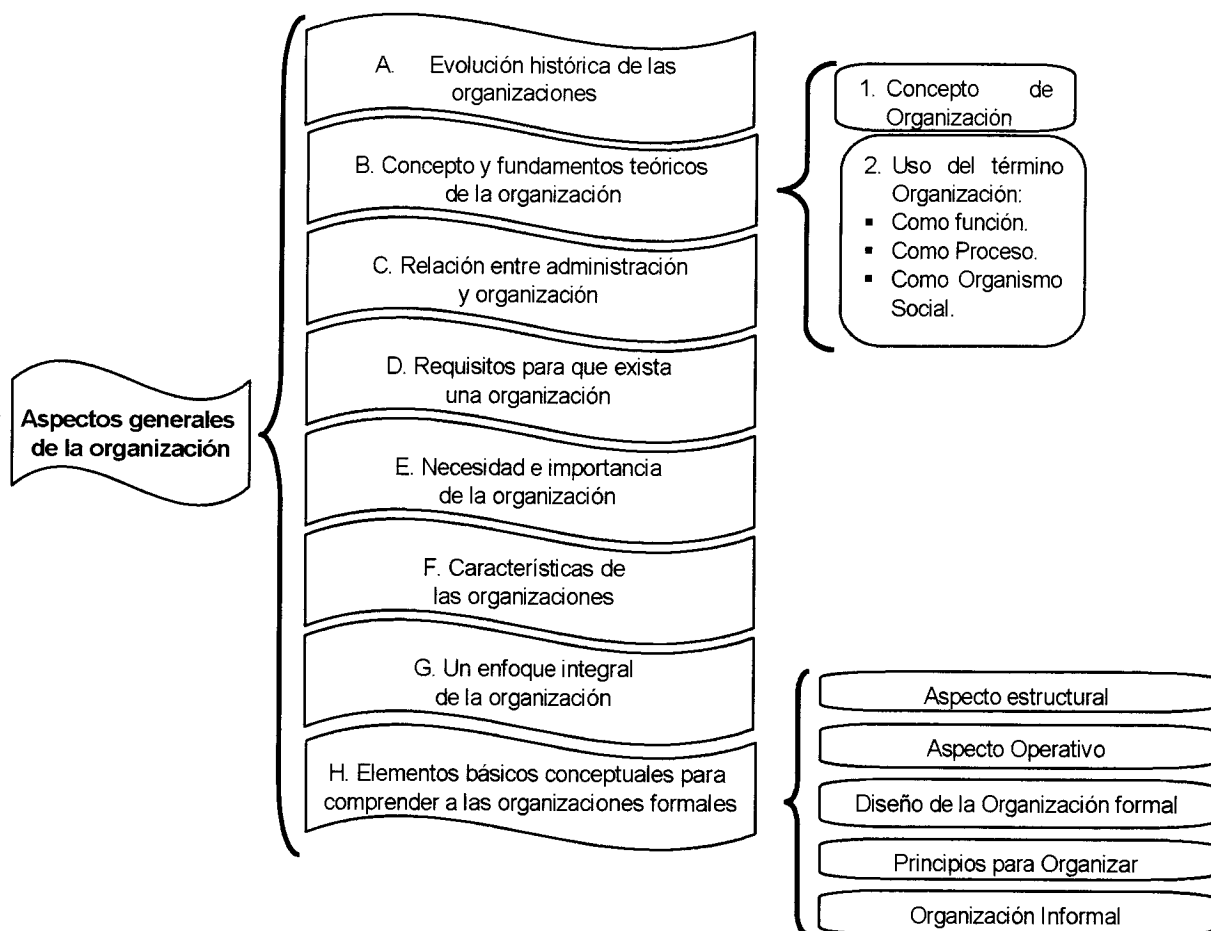 Aspectos generales
de la organización
A. Evolución histórica de las
organizaciones
B. Concepto y fundamentos teóricos
de la organización
1. Concepto de
Organización
2. Uso del término
Organización:
▪ Como función.
▪ Como Proceso.
▪ Como Organismo
Social.
C. Relación entre administración
y organización
D. Requisitos para que exista
una organización
E. Necesidad e importancia
de la organización
F. Características de
las organizaciones
G. Un enfoque integral
de la organización
H. Elementos básicos conceptuales para
comprender a las organizaciones formales
Aspecto estructural
Aspecto Operativo
Diseño de la Organización formal
Principios para Organizar
Organización Informal